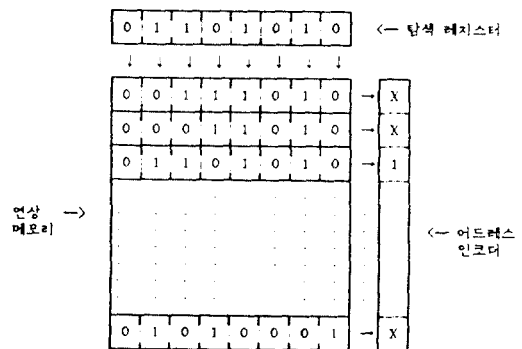 0 1 1 0 1 0 1 0 <— 탐색 레지스터
↓ ↓ ↓ ↓ ↓ ↓ ↓ ↓
0 0 1 1 1 0 1 0 → X
0 0 0 1 1 0 1 0 → X
0 1 1 0 1 0 1 0 → 1
연상 —>
메모리
<— 어드레스
인코더
0 1 0 1 0 0 0 1 → X